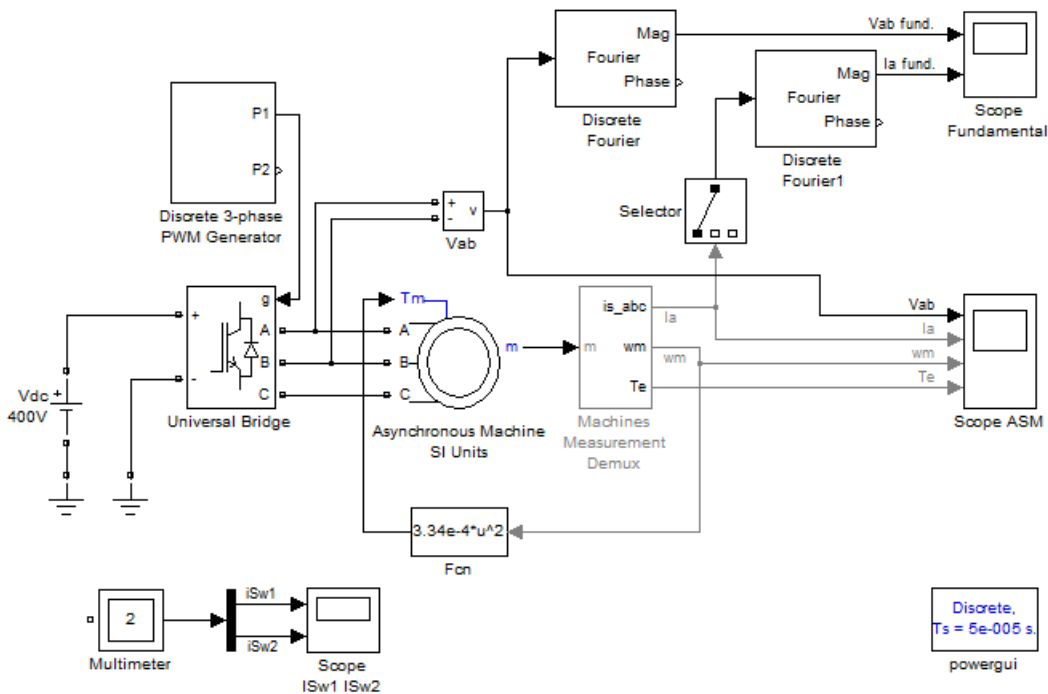 Mag
Fourier
Phase
Discrete
Fourier
Vab fund.
Mag
Fourier
Phase
Discrete
Fourier1
Ia fund.
Scope
Fundamental
P1
P2
Discrete 3-phase
PWM Generator
+
-
v
Vab
Selector
g
+
-
A
B
C
Universal Bridge
Vdc
+
400V
Tm
A
B
C
m
Asynchronous Machine
SI Units
m
is_abc
wm
Te
Machines
Measurement
Demux
Ia
wm
Vab
Ia
wm
Te
Scope ASM
3.34e-4*u^2
Fcn
2
Multimeter
iSw1
iSw2
Scope
ISw1 ISw2
Discrete,
Ts = 5e-005 s.
powergui